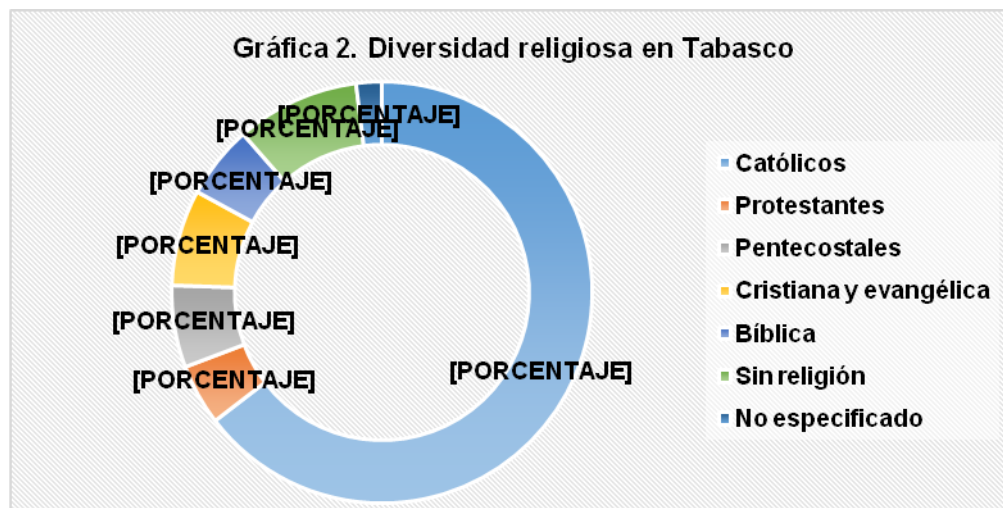 Gráfica 2. Diversidad religiosa en Tabasco
[PORCENTAJE]
[PORCENTAJE]
[PORCENTAJE]
[PORCENTAJE]
[PORCENTAJE]
[PORCENTAJE]
[PORCENTAJE]
Católicos
Protestantes
Pentecostales
Cristiana y evangélica
Bíblica
Sin religión
No especificado